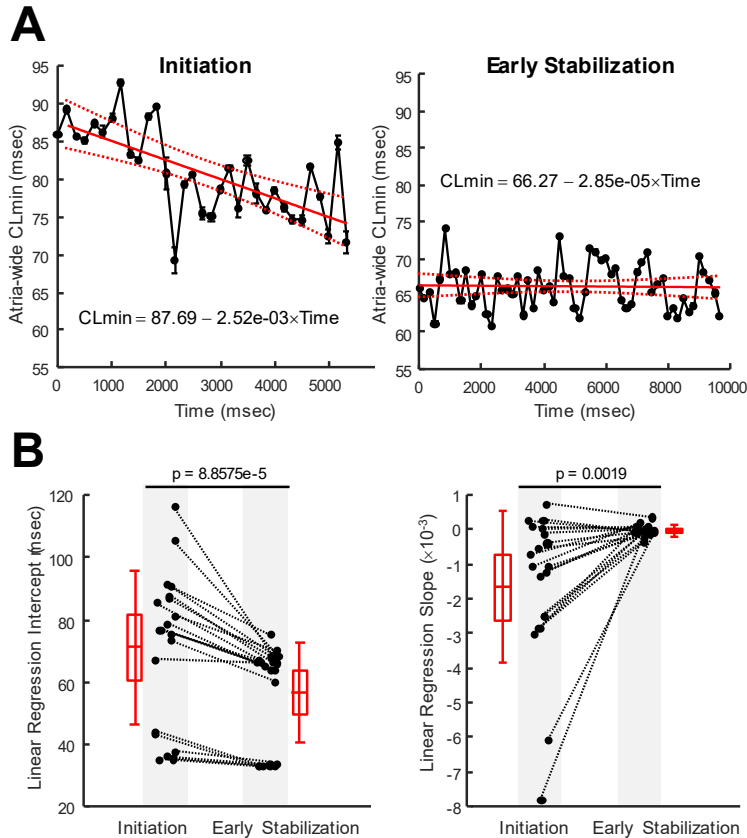 A
Initiation
Early Stabilization
Atria-wide CLmin (msec)
95
90
85
80
75
70
65
60
55
CLmin = 87.69 − 2.52e-03×Time
0 1000 2000 3000 4000 5000
Time (msec)
Atria-wide CLmin (msec)
95
90
85
80
75
70
65
60
55
CLmin = 66.27 − 2.85e-05×Time
0 2000 4000 6000 8000 10000
Time (msec)
B
p = 8.8575e-5
Linear Regression Intercept (msec)
120
100
80
60
40
20
Initiation Early Stabilization
p = 0.0019
Linear Regression Slope (×10-3)
1
0
-1
-2
-3
-4
-5
-6
-7
-8
Initiation Early Stabilization